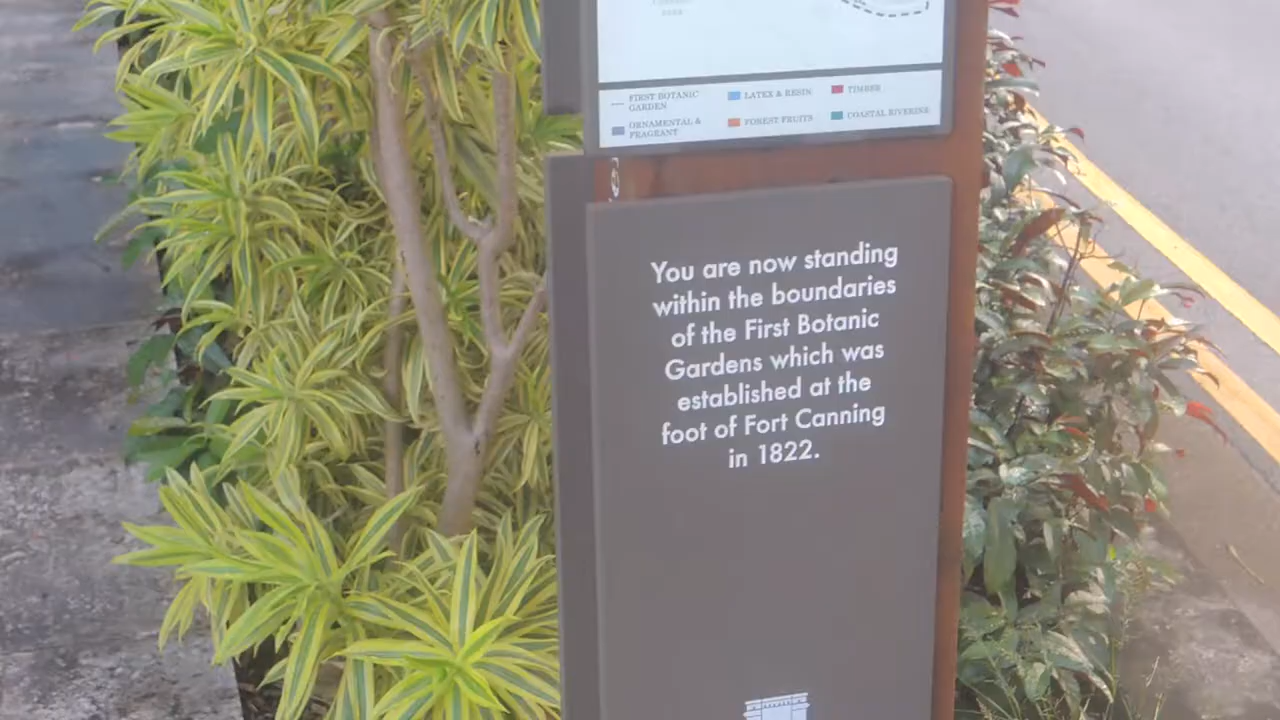 FIRST BOTANIC
GARDEN
LATEX & RESIN
TIMBER
ORNAMENTAL &
FRAGRANT
FOREST FRUITS
COASTAL RIVERINE
You are now standing
within the boundaries
of the First Botanic
Gardens which was
established at the
foot of Fort Canning
in 1822.